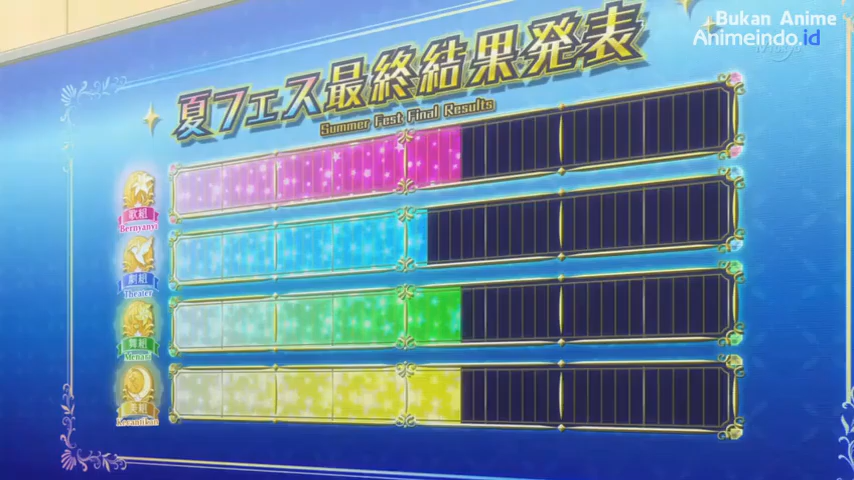 Bukan Anime
Animeindo.id
夏フェス最終結果発表
Summer Fest Final Results
歌組
Bernyanyi
劇組
Theater
舞組
Menari
美組
Kecantikan